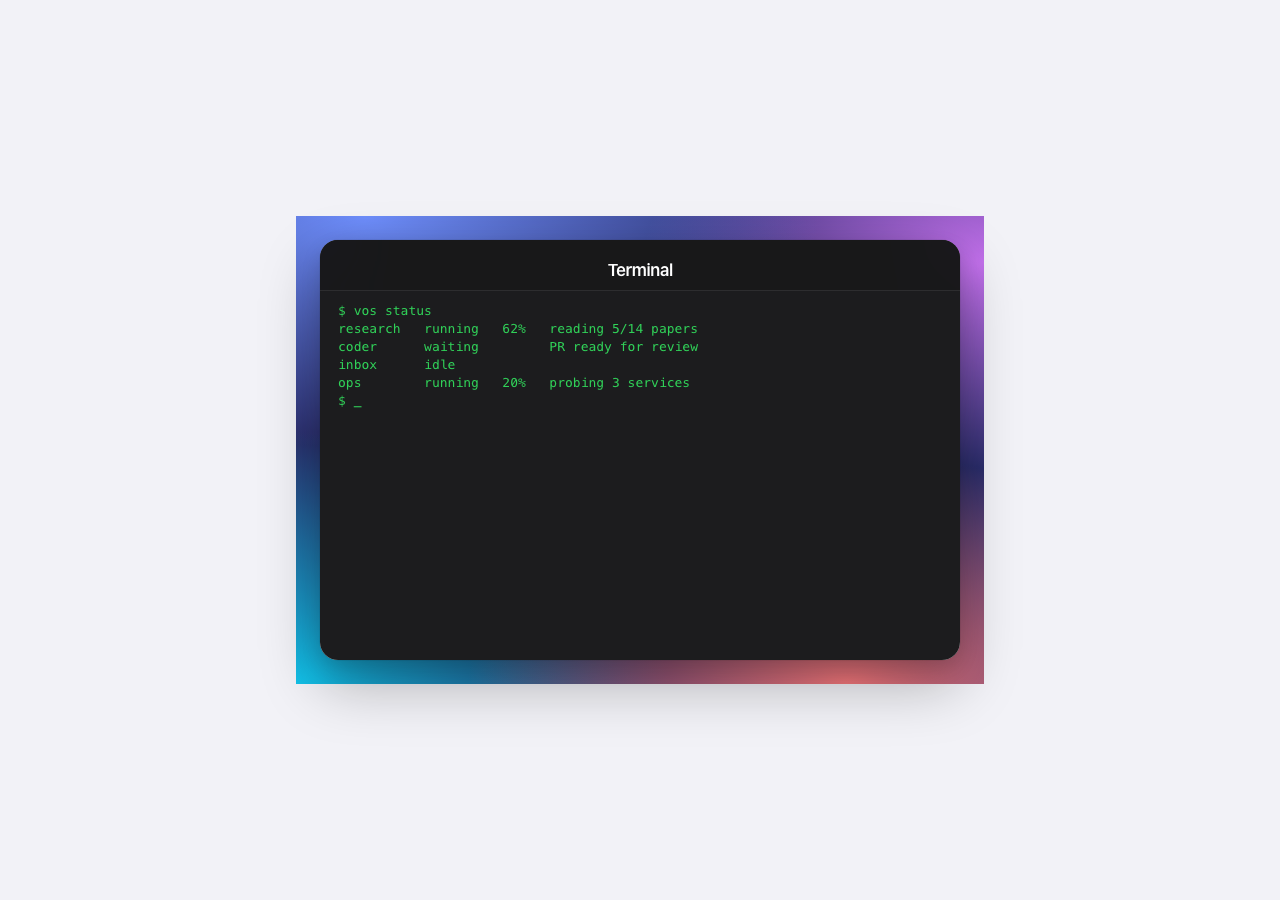 Terminal
$ vos status
research   running   62%   reading 5/14 papers
coder      waiting         PR ready for review
inbox      idle
ops        running   20%   probing 3 services
$ _